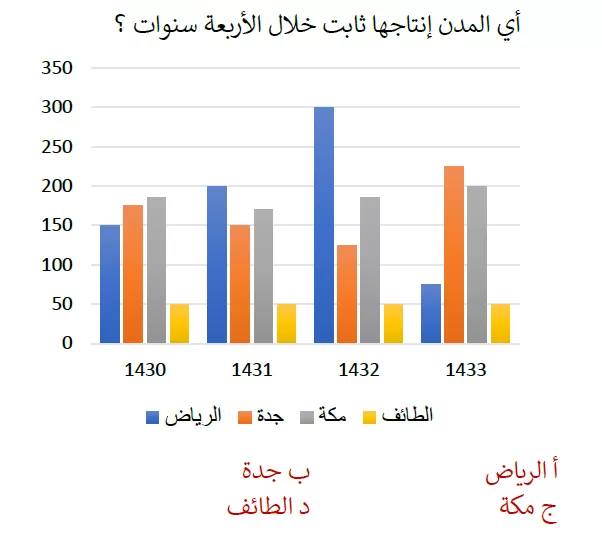 أي المدن إنتاجها ثابت خلال الأربعة سنوات ؟
350
300
250
200
150
100
50
0
1430 1431 1432 1433
الرياض جدة مكة الطائف
أ الرياض ب جدة
ج مكة د الطائف